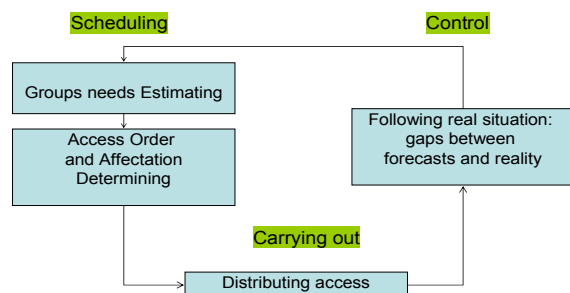 Scheduling
Control
Groups needs Estimating
Access Order
and Affectation
Determining
Following real situation:
gaps between
forecasts and reality
Carrying out
Distributing access